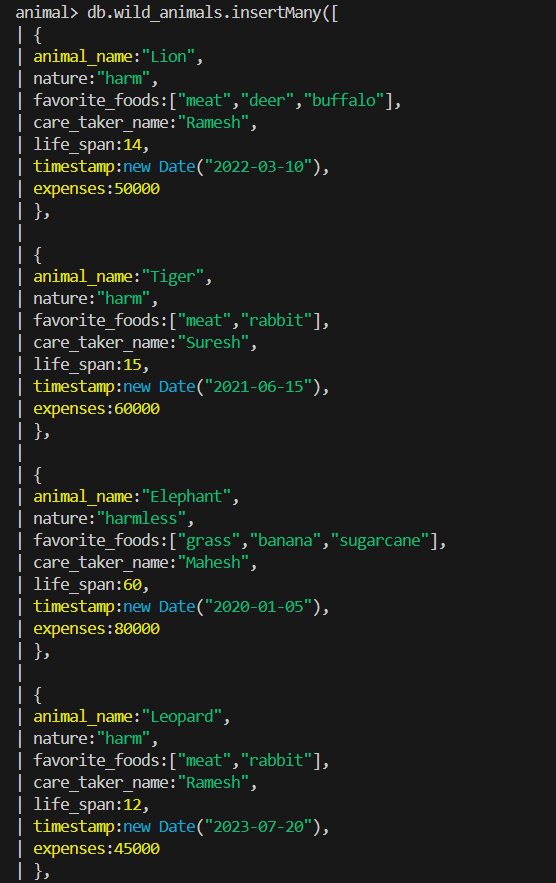 animal> db.wild_animals.insertMany([
| {
| animal_name:"Lion",
| nature:"harm",
| favorite_foods:["meat","deer","buffalo"],
| care_taker_name:"Ramesh",
| life_span:14,
| timestamp:new Date("2022-03-10"),
| expenses:50000
| },
|
| {
| animal_name:"Tiger",
| nature:"harm",
| favorite_foods:["meat","rabbit"],
| care_taker_name:"Suresh",
| life_span:15,
| timestamp:new Date("2021-06-15"),
| expenses:60000
| },
|
| {
| animal_name:"Elephant",
| nature:"harmless",
| favorite_foods:["grass","banana","sugarcane"],
| care_taker_name:"Mahesh",
| life_span:60,
| timestamp:new Date("2020-01-05"),
| expenses:80000
| },
|
| {
| animal_name:"Leopard",
| nature:"harm",
| favorite_foods:["meat","rabbit"],
| care_taker_name:"Ramesh",
| life_span:12,
| timestamp:new Date("2023-07-20"),
| expenses:45000
| },